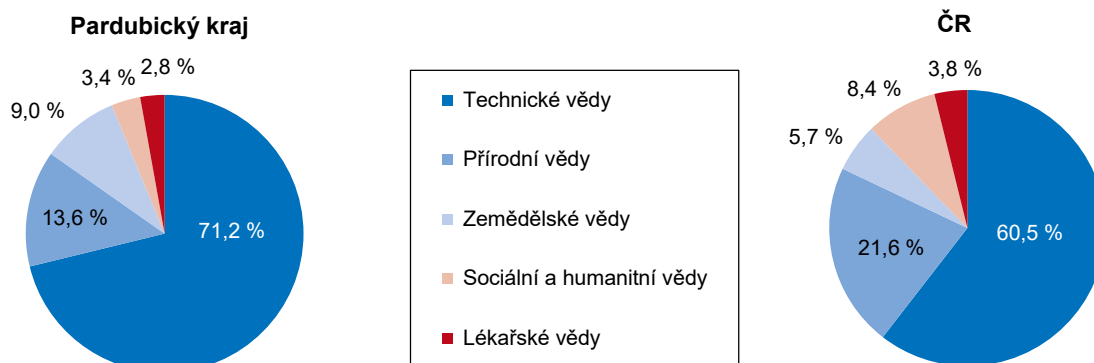 Pardubický kraj
2,8 %
3,4 %
9,0 %
13,6 %
71,2 %
Technické vědy
Přírodní vědy
Zemědělské vědy
Sociální a humanitní vědy
Lékařské vědy
ČR
3,8 %
8,4 %
5,7 %
21,6 %
60,5 %